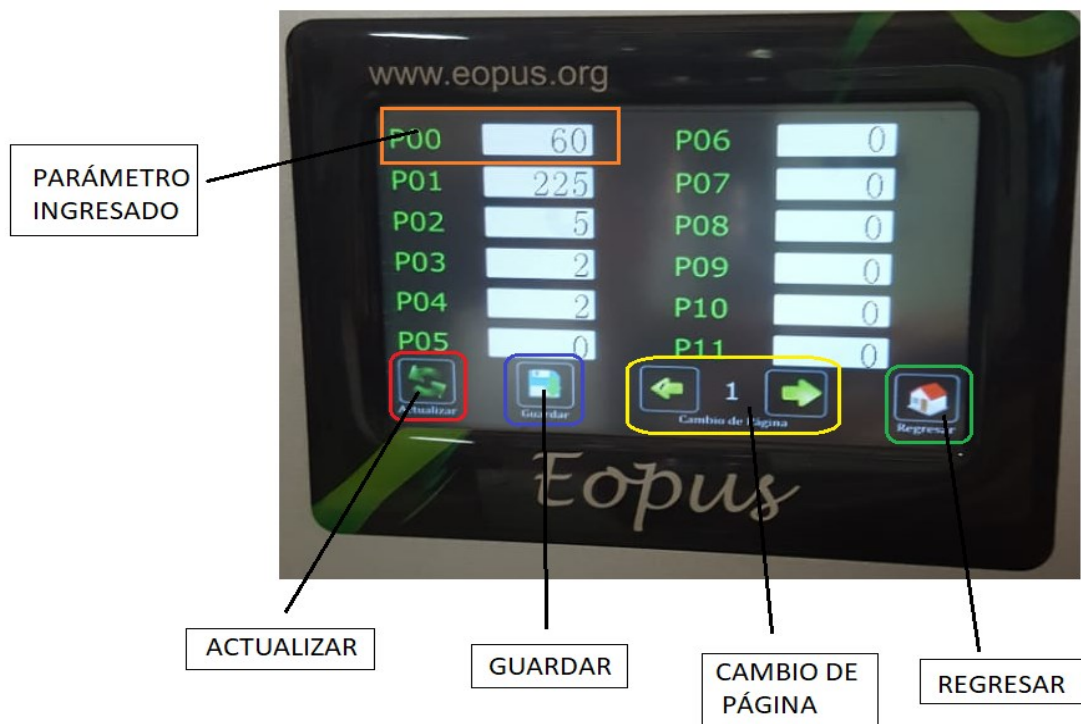 www.eopus.org
P00 60 P06 0
PARÁMETRO
INGRESADO
P01 225 P07 0
P02 5 P08 0
P03 2 P09 0
P04 2 P10 0
P05 0 P11 0
1
Actualizar Guardar Cambio de Página Regresar
Eopus
ACTUALIZAR
GUARDAR
CAMBIO DE
PÁGINA
REGRESAR